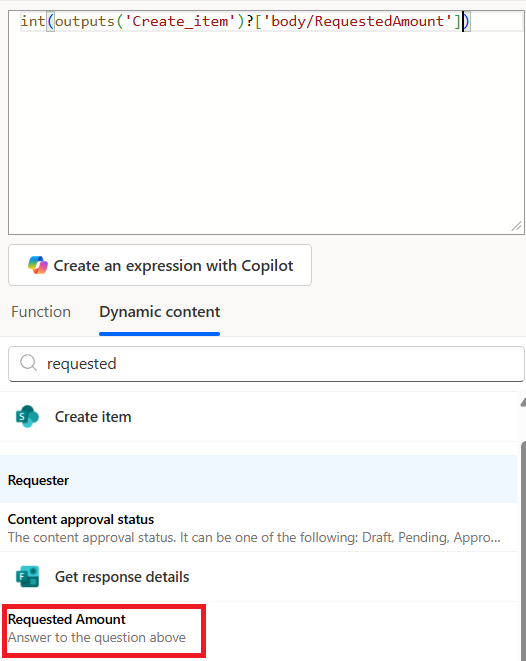 int(outputs('Create_item')?['body/RequestedAmount'])
Create an expression with Copilot
Function
Dynamic content
requested
S
Create item
Requester
Content approval status
The content approval status. It can be one of the following: Draft, Pending, Appro...
F
Get response details
Requested Amount
Answer to the question above